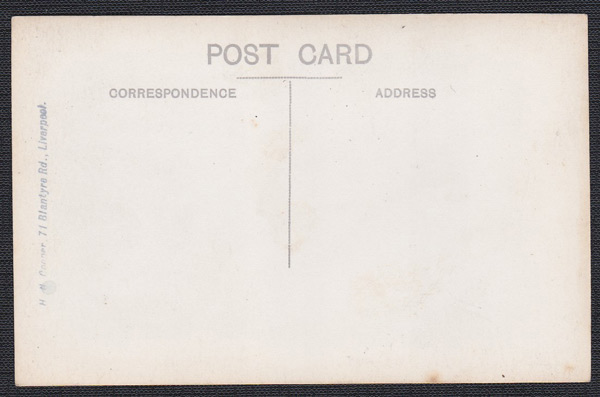 POST CARD
CORRESPONDENCE
ADDRESS
H. 71 Blantyre Rd., Liverpool.